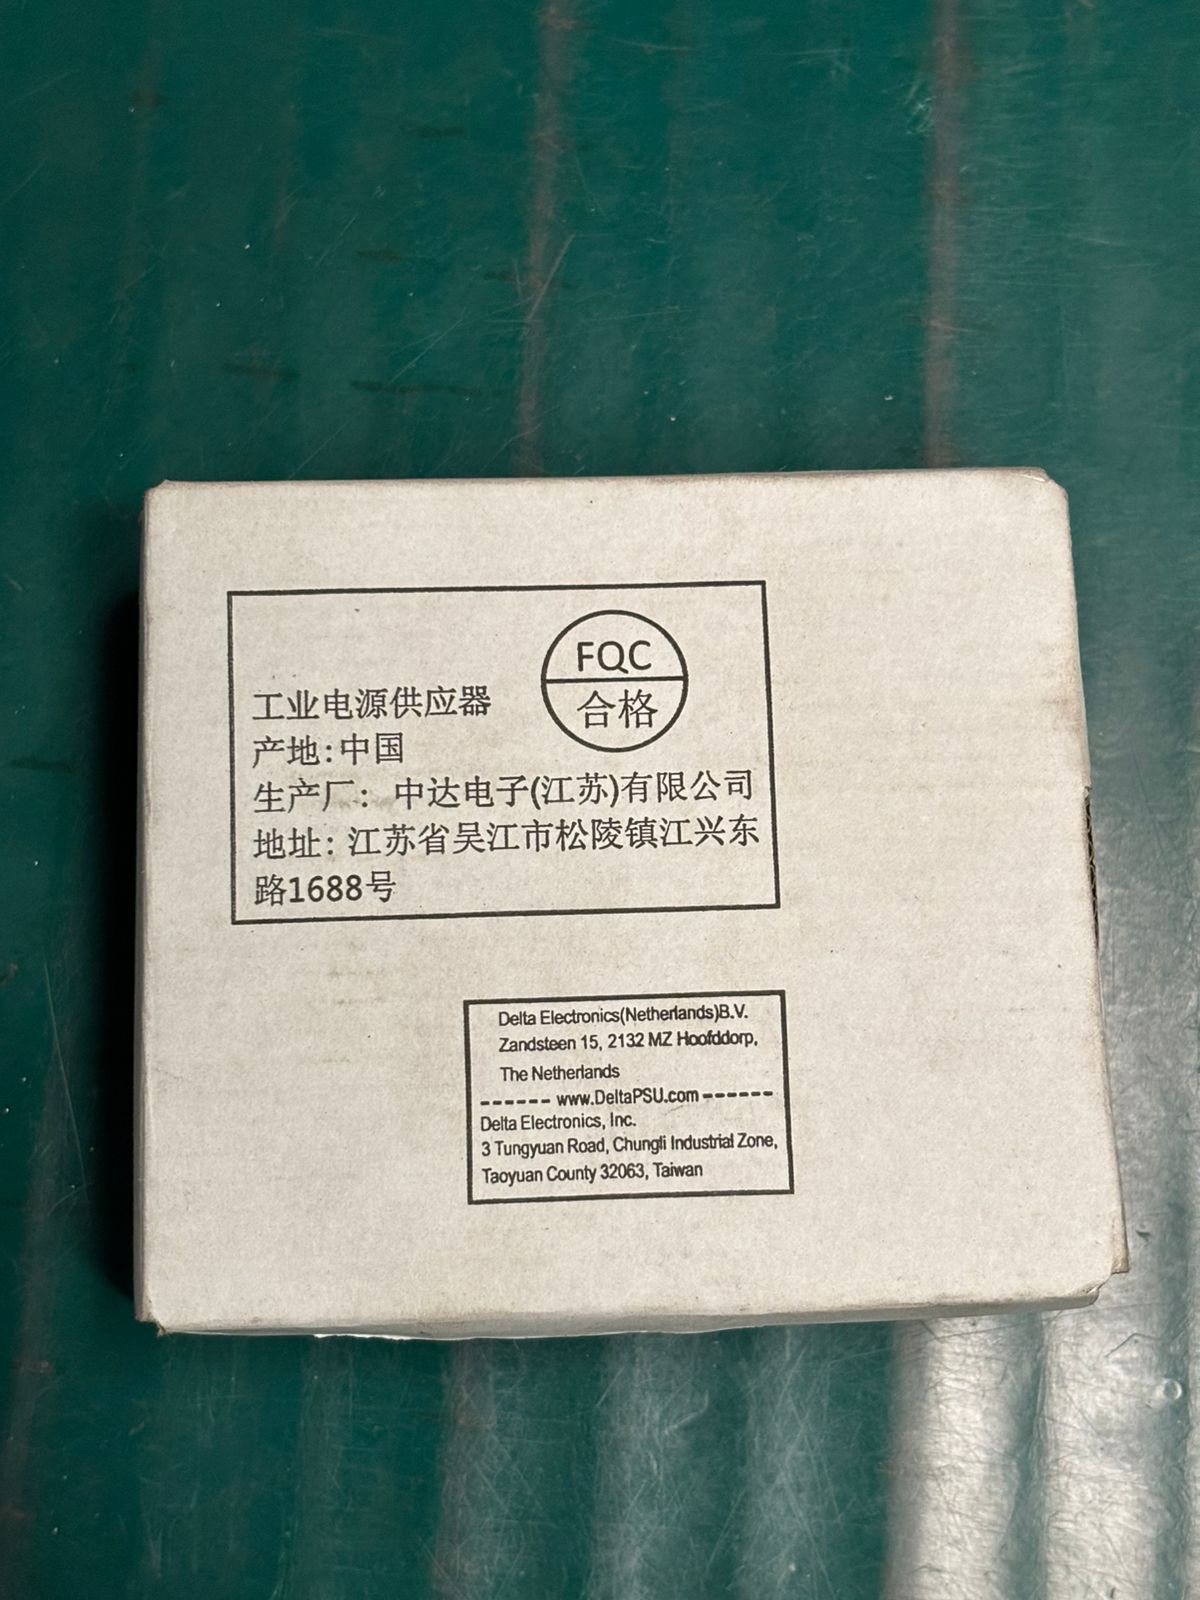 FQC
合格
工业电源供应器
产地:中国
生产厂: 中达电子(江苏)有限公司
地址: 江苏省吴江市松陵镇江兴东
路1688号
Delta Electronics(Netherlands)B.V.
Zandsteen 15, 2132 MZ Hoofddorp,
The Netherlands
------ www.DeltaPSU.com ------
Delta Electronics, Inc.
3 Tungyuan Road, Chungli Industrial Zone,
Taoyuan County 32063, Taiwan